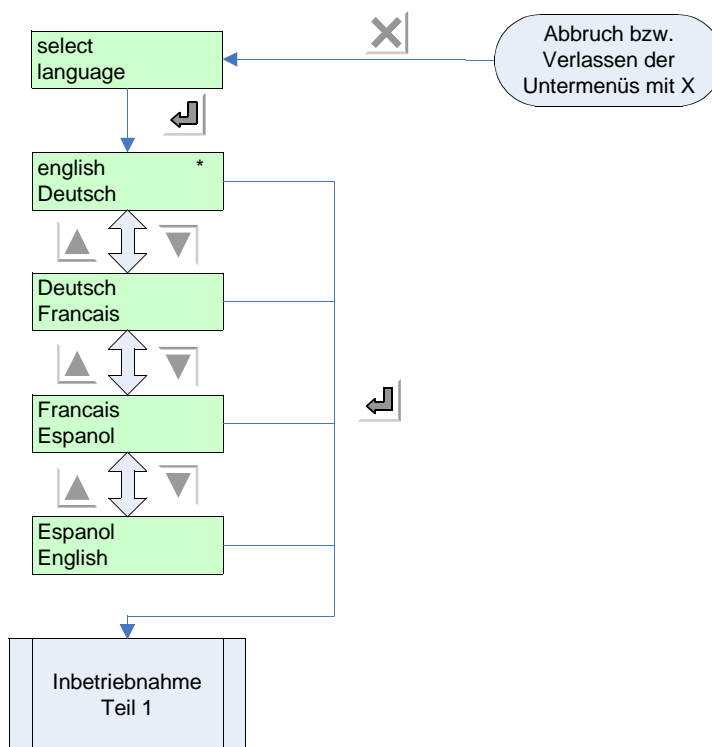 select
language
Abbruch bzw.
Verlassen der
Untermenüs mit X
english *
Deutsch
Deutsch
Francais
Francais
Espanol
Espanol
English
Inbetriebnahme
Teil 1